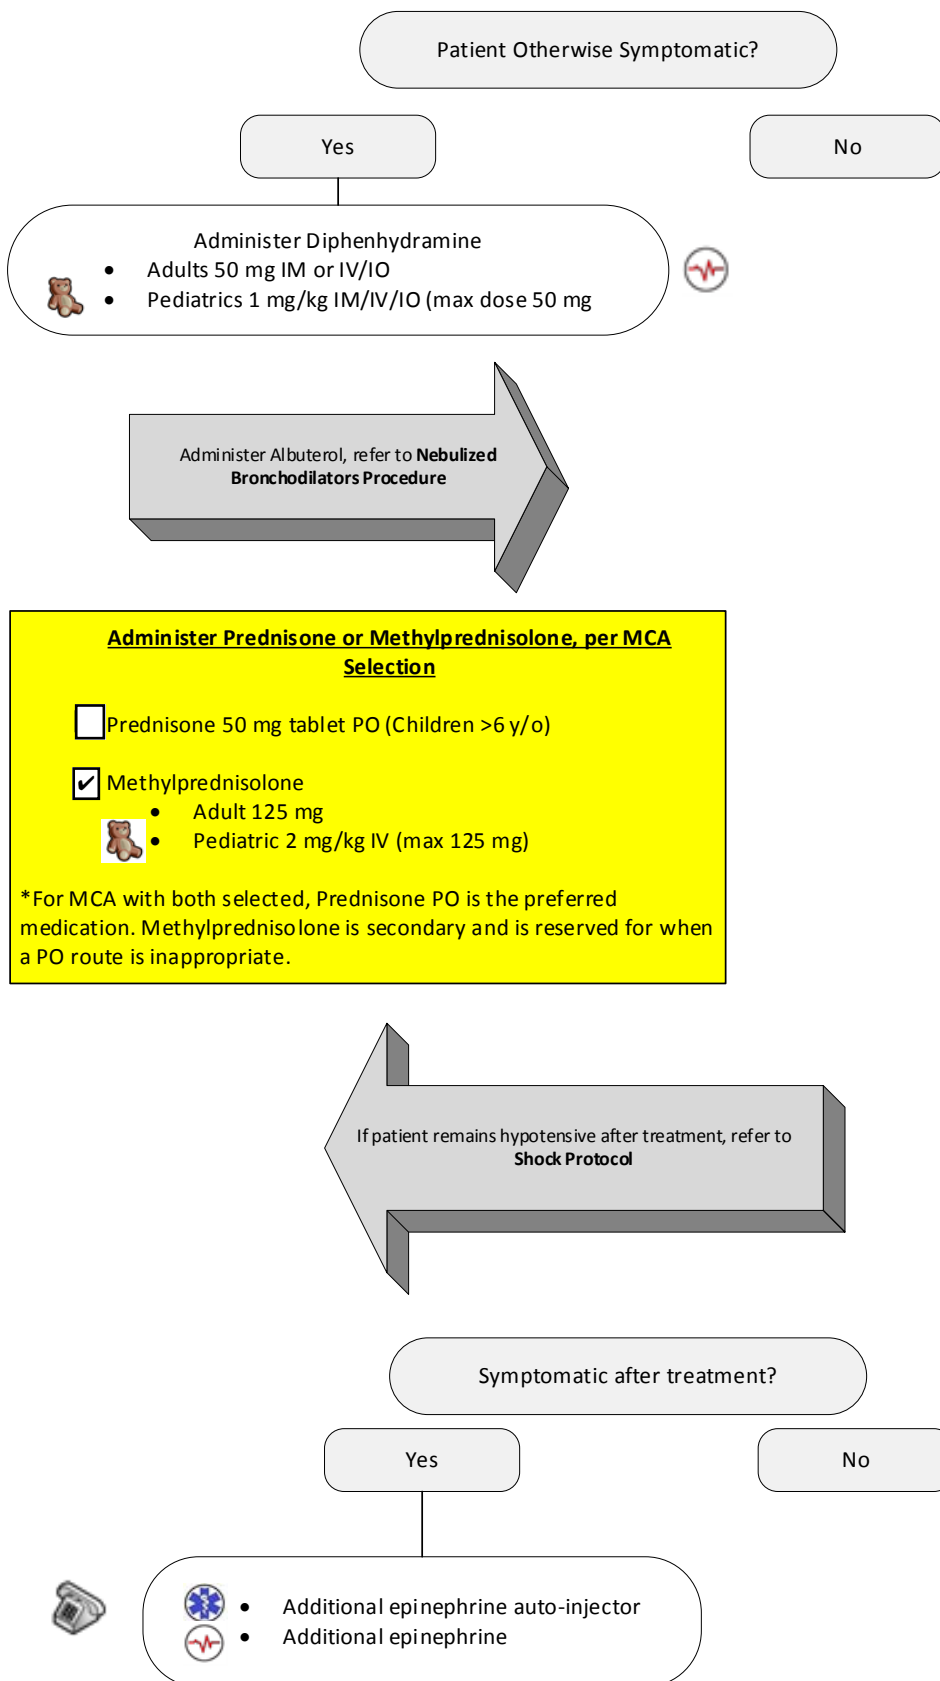 Patient Otherwise Symptomatic?
Yes
No
Administer Diphenhydramine
• Adults 50 mg IM or IV/IO
• Pediatrics 1 mg/kg IM/IV/IO (max dose 50 mg
Administer Albuterol, refer to Nebulized
Bronchodilators Procedure
Administer Prednisone or Methylprednisolone, per MCA
Selection
Prednisone 50 mg tablet PO (Children >6 y/o)
✔ Methylprednisolone
• Adult 125 mg
• Pediatric 2 mg/kg IV (max 125 mg)
*For MCA with both selected, Prednisone PO is the preferred
medication. Methylprednisolone is secondary and is reserved for when
a PO route is inappropriate.
If patient remains hypotensive after treatment, refer to
Shock Protocol
Symptomatic after treatment?
Yes
No
• Additional epinephrine auto-injector
• Additional epinephrine